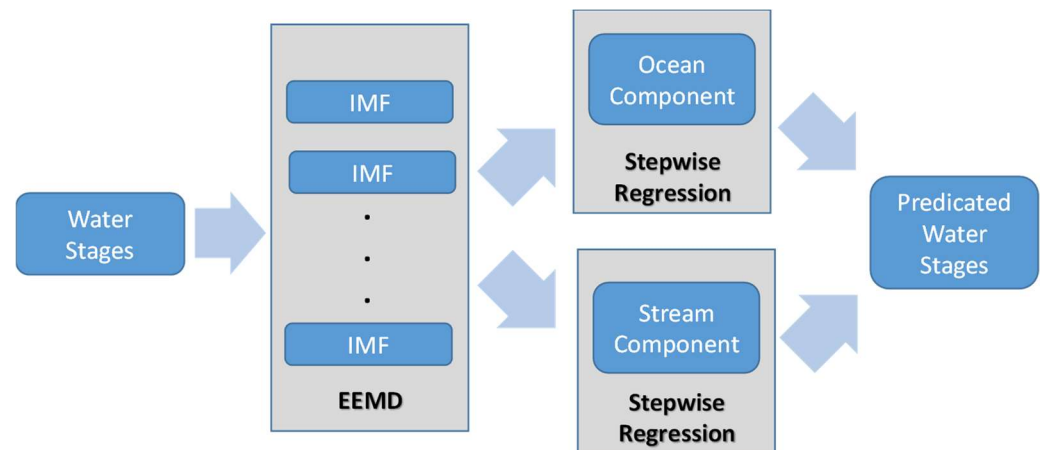 Water
Stages
IMF
IMF
.
.
.
IMF
EEMD
Ocean
Component
Stepwise
Regression
Stream
Component
Stepwise
Regression
Predicated
Water
Stages